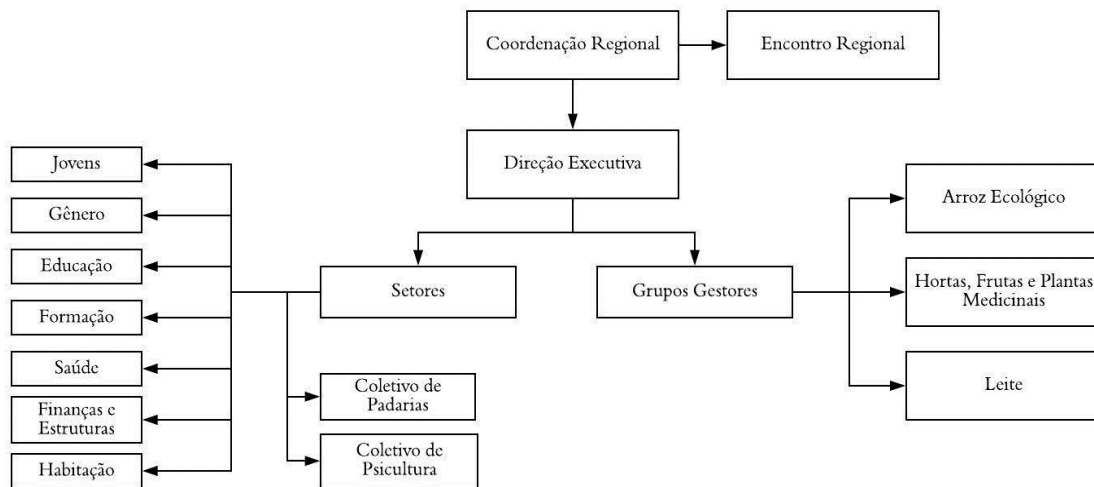 Coordenação Regional
Encontro Regional
Direção Executiva
Jovens
Gênero
Educação
Formação
Saúde
Finanças e
Estruturas
Habitação
Setores
Grupos Gestores
Coletivo de
Padarias
Coletivo de
Psicultura
Arroz Ecológico
Hortas, Frutas e Plantas
Medicinais
Leite